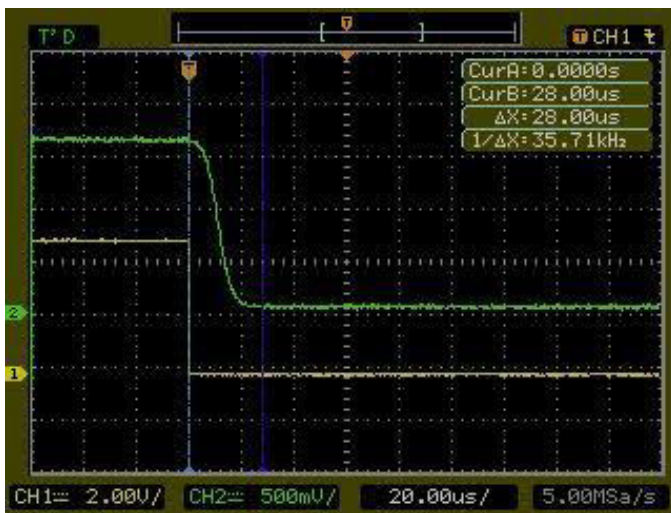 T'D T CH1
T
CurA:0.0000s
CurB:28.00us
ΔX:28.00us
1/ΔX:35.71kHz
2
1
CH1 2.00V/ CH2 500mV/ 20.00us/ 5.00MSa/s